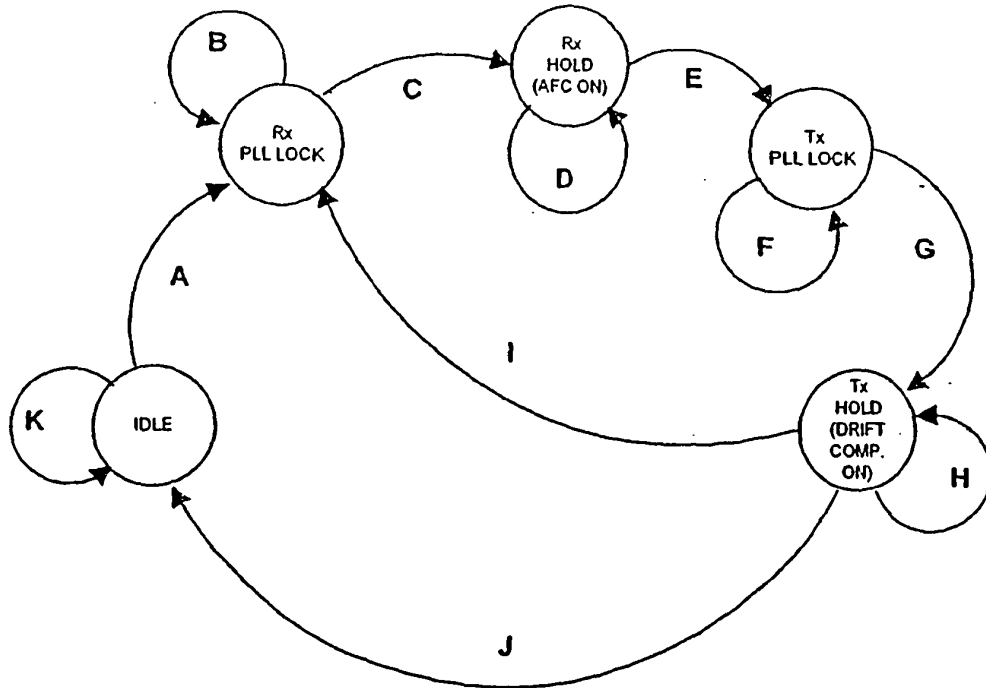 B
Rx
PLL LOCK
C
Rx
HOLD
(AFC ON)
D
E
Tx
PLL LOCK
F
G
A
I
K
IDLE
Tx
HOLD
(DRIFT
COMP.
ON)
H
J